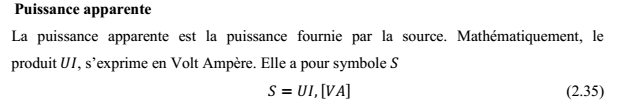 Puissance apparente
La puissance apparente est la puissance fournie par la source. Mathématiquement, le
produit 𝑈𝐼, s’exprime en Volt Ampère. Elle a pour symbole 𝑆
𝑆 = 𝑈𝐼, [𝑉𝐴] (2.35)